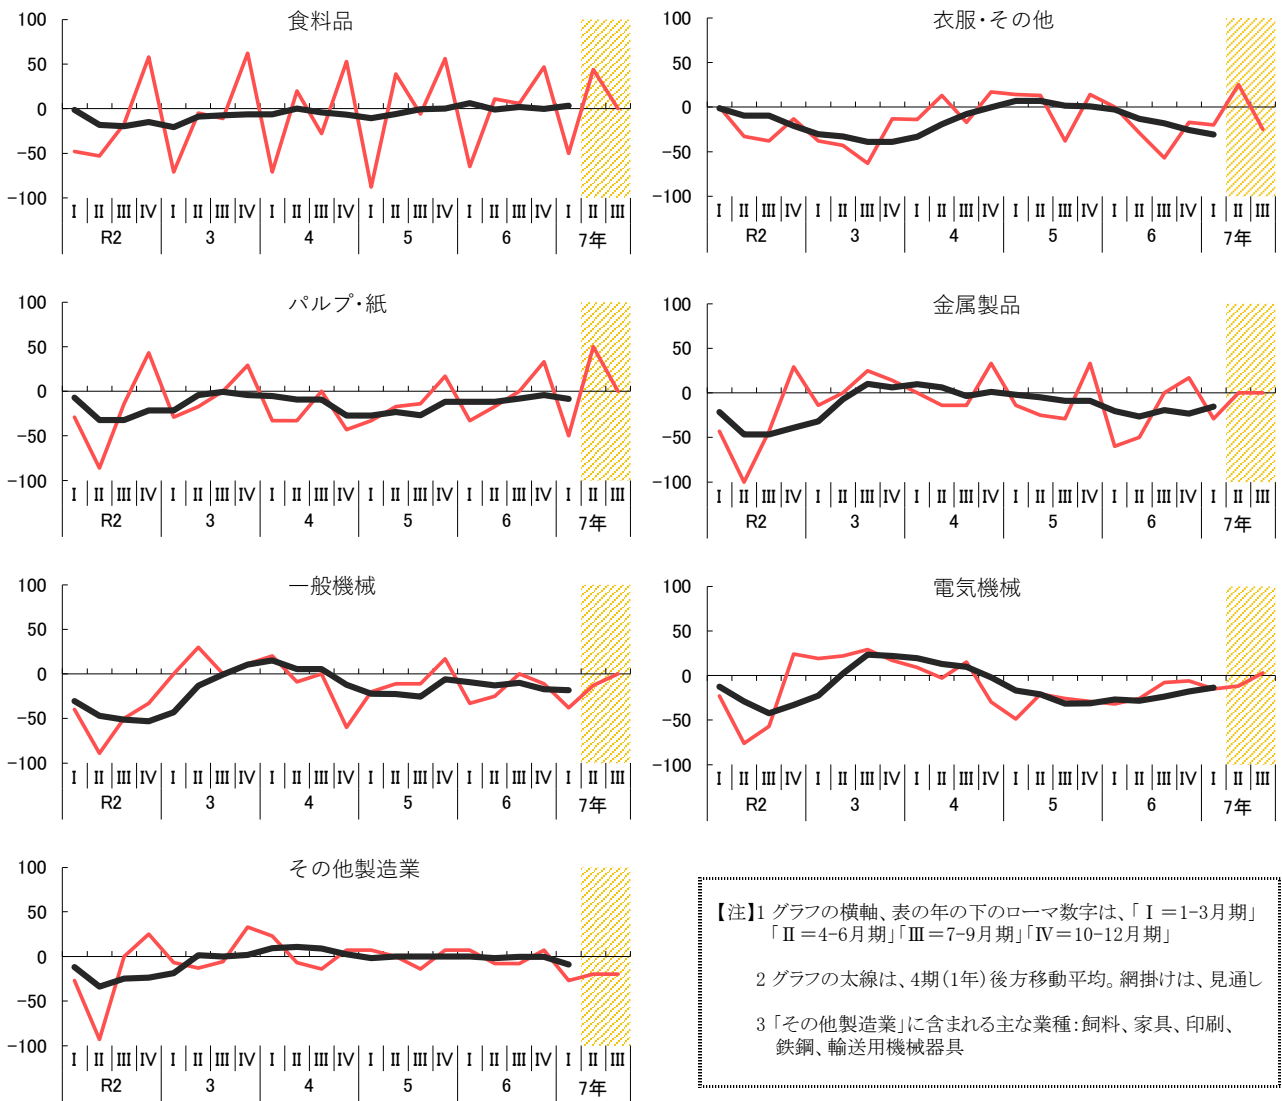 食料品
100
50
0
-50
-100
I II III IV I II III IV I II III IV I II III IV I II III IV I II III
R2 3 4 5 6 7年
衣服・その他
100
50
0
-50
-100
I II III IV I II III IV I II III IV I II III IV I II III IV I II III
R2 3 4 5 6 7年
パルプ・紙
100
50
0
-50
-100
I II III IV I II III IV I II III IV I II III IV I II III IV I II III
R2 3 4 5 6 7年
金属製品
100
50
0
-50
-100
I II III IV I II III IV I II III IV I II III IV I II III IV I II III
R2 3 4 5 6 7年
一般機械
100
50
0
-50
-100
I II III IV I II III IV I II III IV I II III IV I II III IV I II III
R2 3 4 5 6 7年
電気機械
100
50
0
-50
-100
I II III IV I II III IV I II III IV I II III IV I II III IV I II III
R2 3 4 5 6 7年
その他製造業
100
50
0
-50
-100
I II III IV I II III IV I II III IV I II III IV I II III IV I II III
R2 3 4 5 6 7年
【注】1 グラフの横軸、表の年の下のローマ数字は、「Ⅰ＝1-3月期」
「Ⅱ＝4-6月期」「Ⅲ＝7-9月期」「Ⅳ＝10-12月期」
2 グラフの太線は、4期(1年)後方移動平均。網掛けは、見通し
3 「その他製造業」に含まれる主な業種：飼料、家具、印刷、
鉄鋼、輸送用機械器具